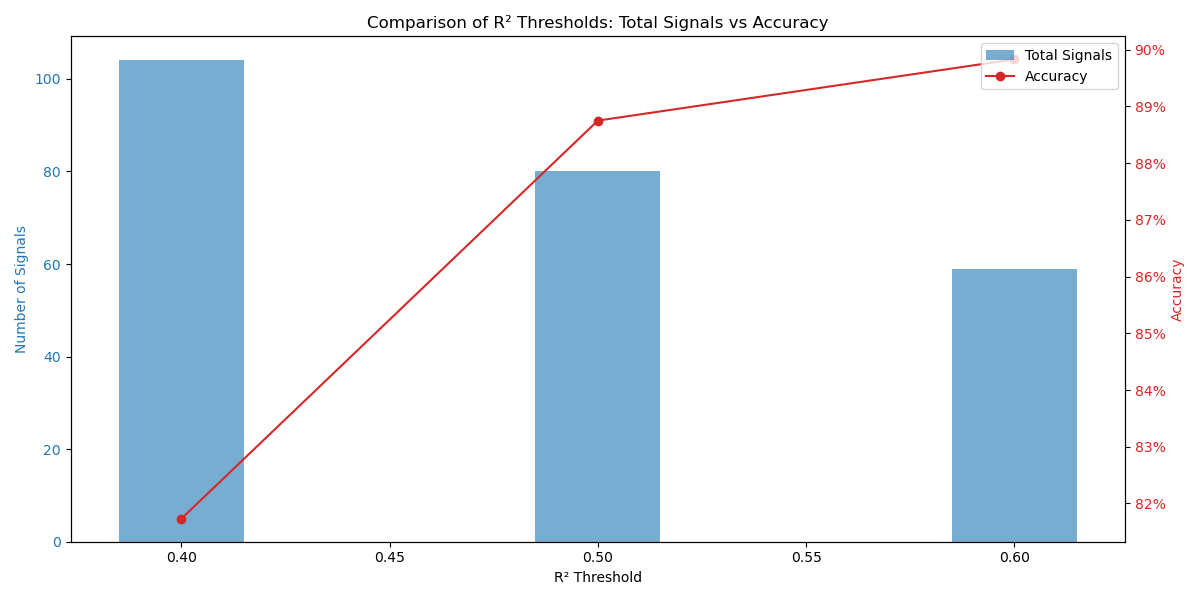 Comparison of R² Thresholds: Total Signals vs Accuracy
Total Signals
Accuracy
Number of Signals
100
80
60
40
20
0
90%
89%
88%
87%
86%
85%
84%
83%
82%
Accuracy
0.40 0.45 0.50 0.55 0.60
R² Threshold